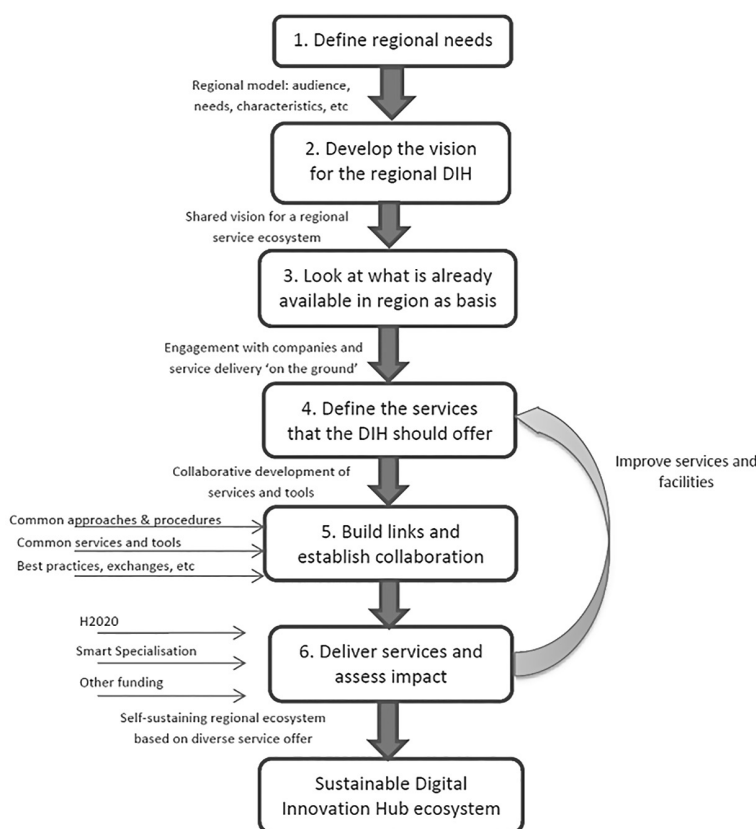 1. Define regional needs
Regional model: audience,
needs, characteristics, etc
2. Develop the vision
for the regional DIH
Shared vision for a regional
service ecosystem
3. Look at what is already
available in region as basis
Engagement with companies and
service delivery ‘on the ground’
4. Define the services
that the DIH should offer
Improve services and
facilities
Collaborative development of
services and tools
Common approaches & procedures
Common services and tools
Best practices, exchanges, etc
5. Build links and
establish collaboration
H2020
Smart Specialisation
Other funding
6. Deliver services and
assess impact
Self-sustaining regional ecosystem
based on diverse service offer
Sustainable Digital
Innovation Hub ecosystem